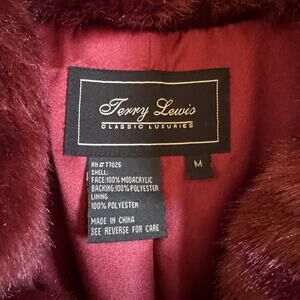 Terry Lewis
CLASSIC LUXURIES
RN# 77025
SHELL:
FACE:100% MODACRYLIC
BACKING:100% POLYESTER
LINING
100% POLYESTER
MADE IN CHINA
SEE REVERSE FOR CARE
M